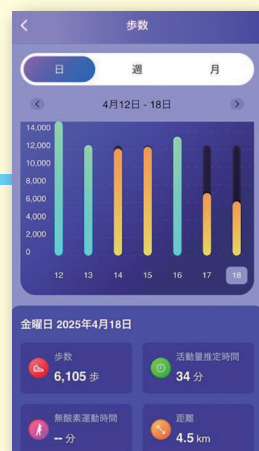 歩数
日 週 月
4月12日 - 18日
14,000
12,000
10,000
8,000
6,000
4,000
2,000
0
12 13 14 15 16 17 18
金曜日 2025年4月18日
歩数
6,105 歩
活動量推定時間
34 分
無酸素運動時間
-- 分
距離
4.5 km